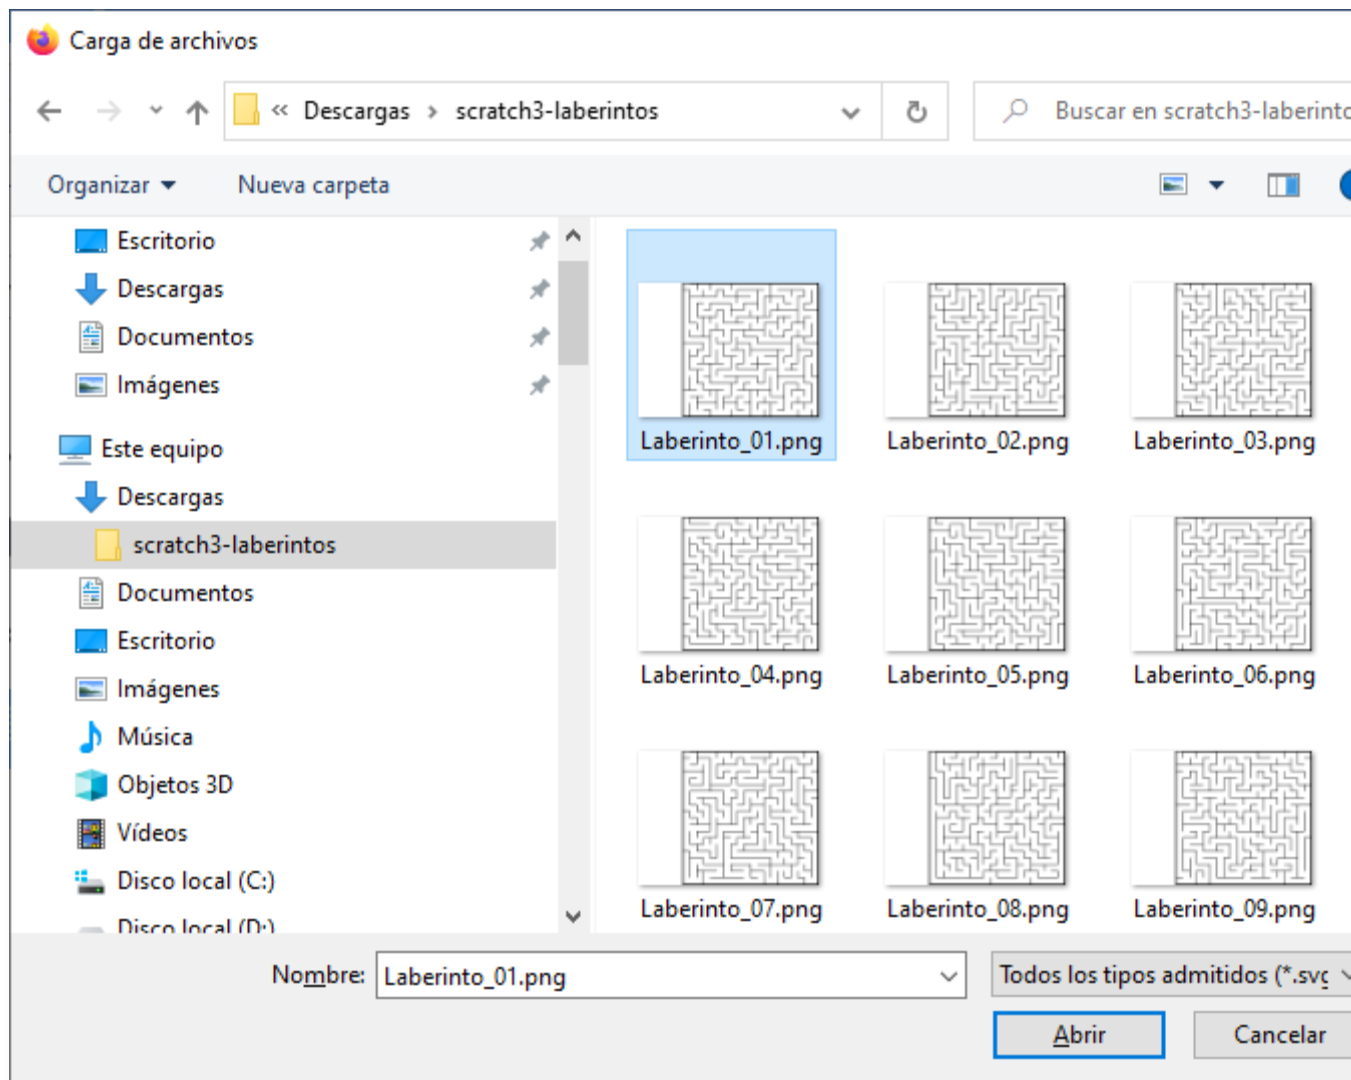 Carga de archivos
« Descargas › scratch3-laberintos
Buscar en scratch3-laberinto
Organizar
Nueva carpeta
Escritorio
Descargas
Documentos
Imágenes
Este equipo
Descargas
scratch3-laberintos
Documentos
Escritorio
Imágenes
Música
Objetos 3D
Vídeos
Disco local (C:)
Disco local (D:)
Laberinto_01.png
Laberinto_02.png
Laberinto_03.png
Laberinto_04.png
Laberinto_05.png
Laberinto_06.png
Laberinto_07.png
Laberinto_08.png
Laberinto_09.png
Nombre: Laberinto_01.png
Todos los tipos admitidos (*.svg
Abrir
Cancelar